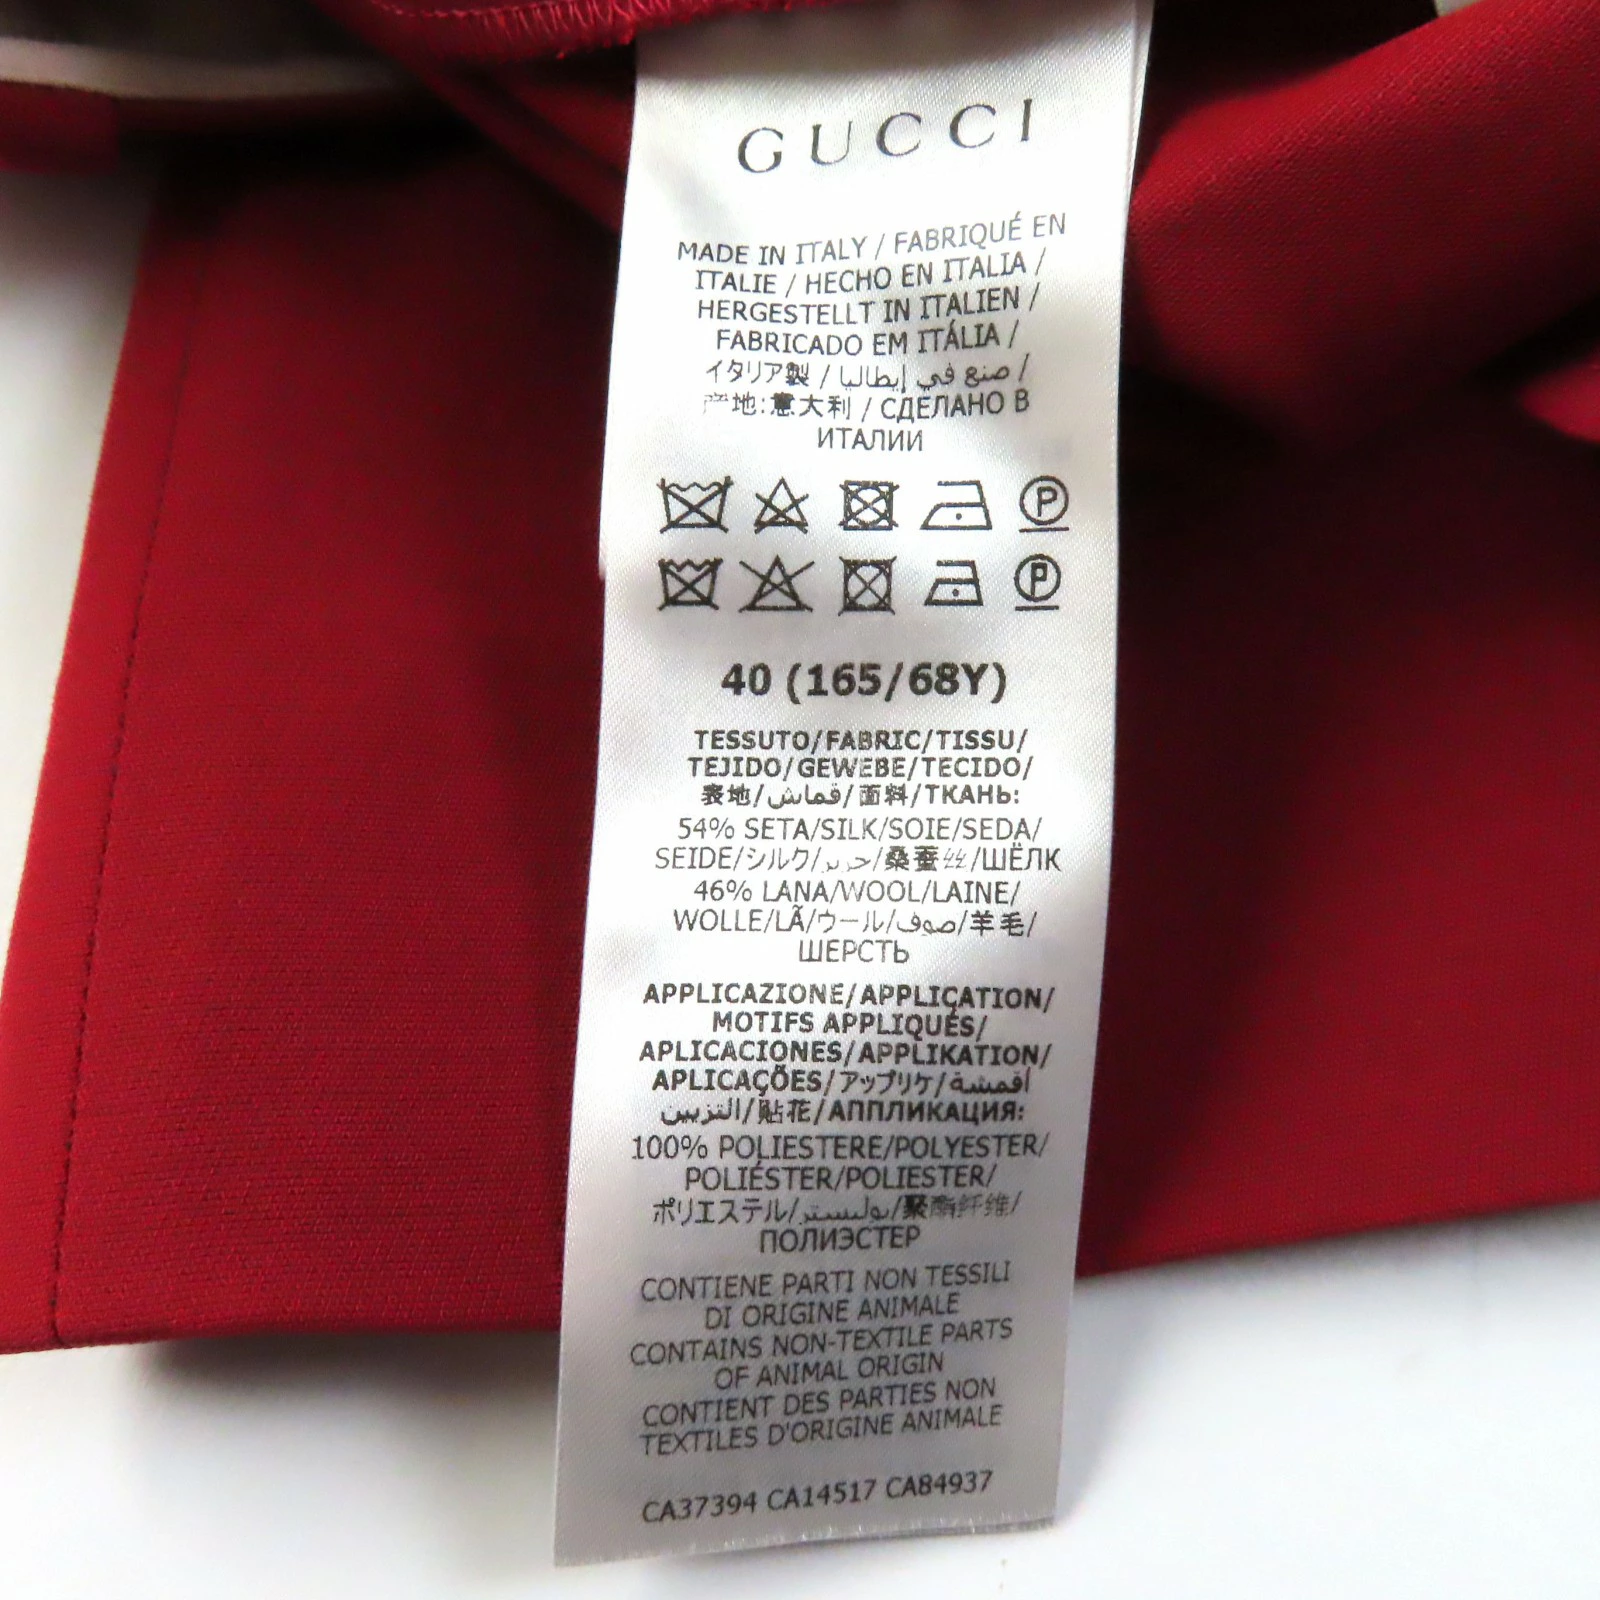 GUCCI
MADE IN ITALY / FABRIQUÉ EN
ITALIE / HECHO EN ITALIA /
HERGESTELLT IN ITALIEN /
FABRICADO EM ITÁLIA /
イタリア製 / صنع في إيطاليا /
产地:意大利 / СДЕЛАНО В
ИТАЛИИ
P
P
40 (165/68Y)
TESSUTO/FABRIC/TISSU/
TEJIDO/GEWEBE/TECIDO/
表地/قماش/面料/ТКАНЬ:
54% SETA/SILK/SOIE/SEDA/
SEIDE/シルク/حرير/桑蚕丝/ШЁЛК
46% LANA/WOOL/LAINE/
WOLLE/LÃ/ウール/صوف/羊毛/
ШЕРСТЬ
APPLICAZIONE/APPLICATION/
MOTIFS APPLIQUÉS/
APLICACIONES/APPLIKATION/
APLICAÇÕES/アップリケ/أقمشة
التزيين/贴花/АППЛИКАЦИЯ:
100% POLIESTERE/POLYESTER/
POLIÉSTER/POLIESTER/
ポリエステル/بوليستر/聚酯纤维/
ПОЛИЭСТЕР
CONTIENE PARTI NON TESSILI
DI ORIGINE ANIMALE
CONTAINS NON-TEXTILE PARTS
OF ANIMAL ORIGIN
CONTIENT DES PARTIES NON
TEXTILES D'ORIGINE ANIMALE
CA37394 CA14517 CA84937